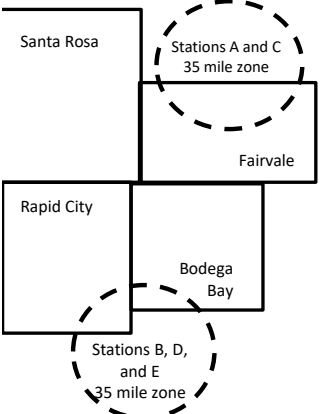 Santa Rosa
Stations A and C
35 mile zone
Fairvale
Rapid City
Bodega
Bay
Stations B, D,
and E
35 mile zone